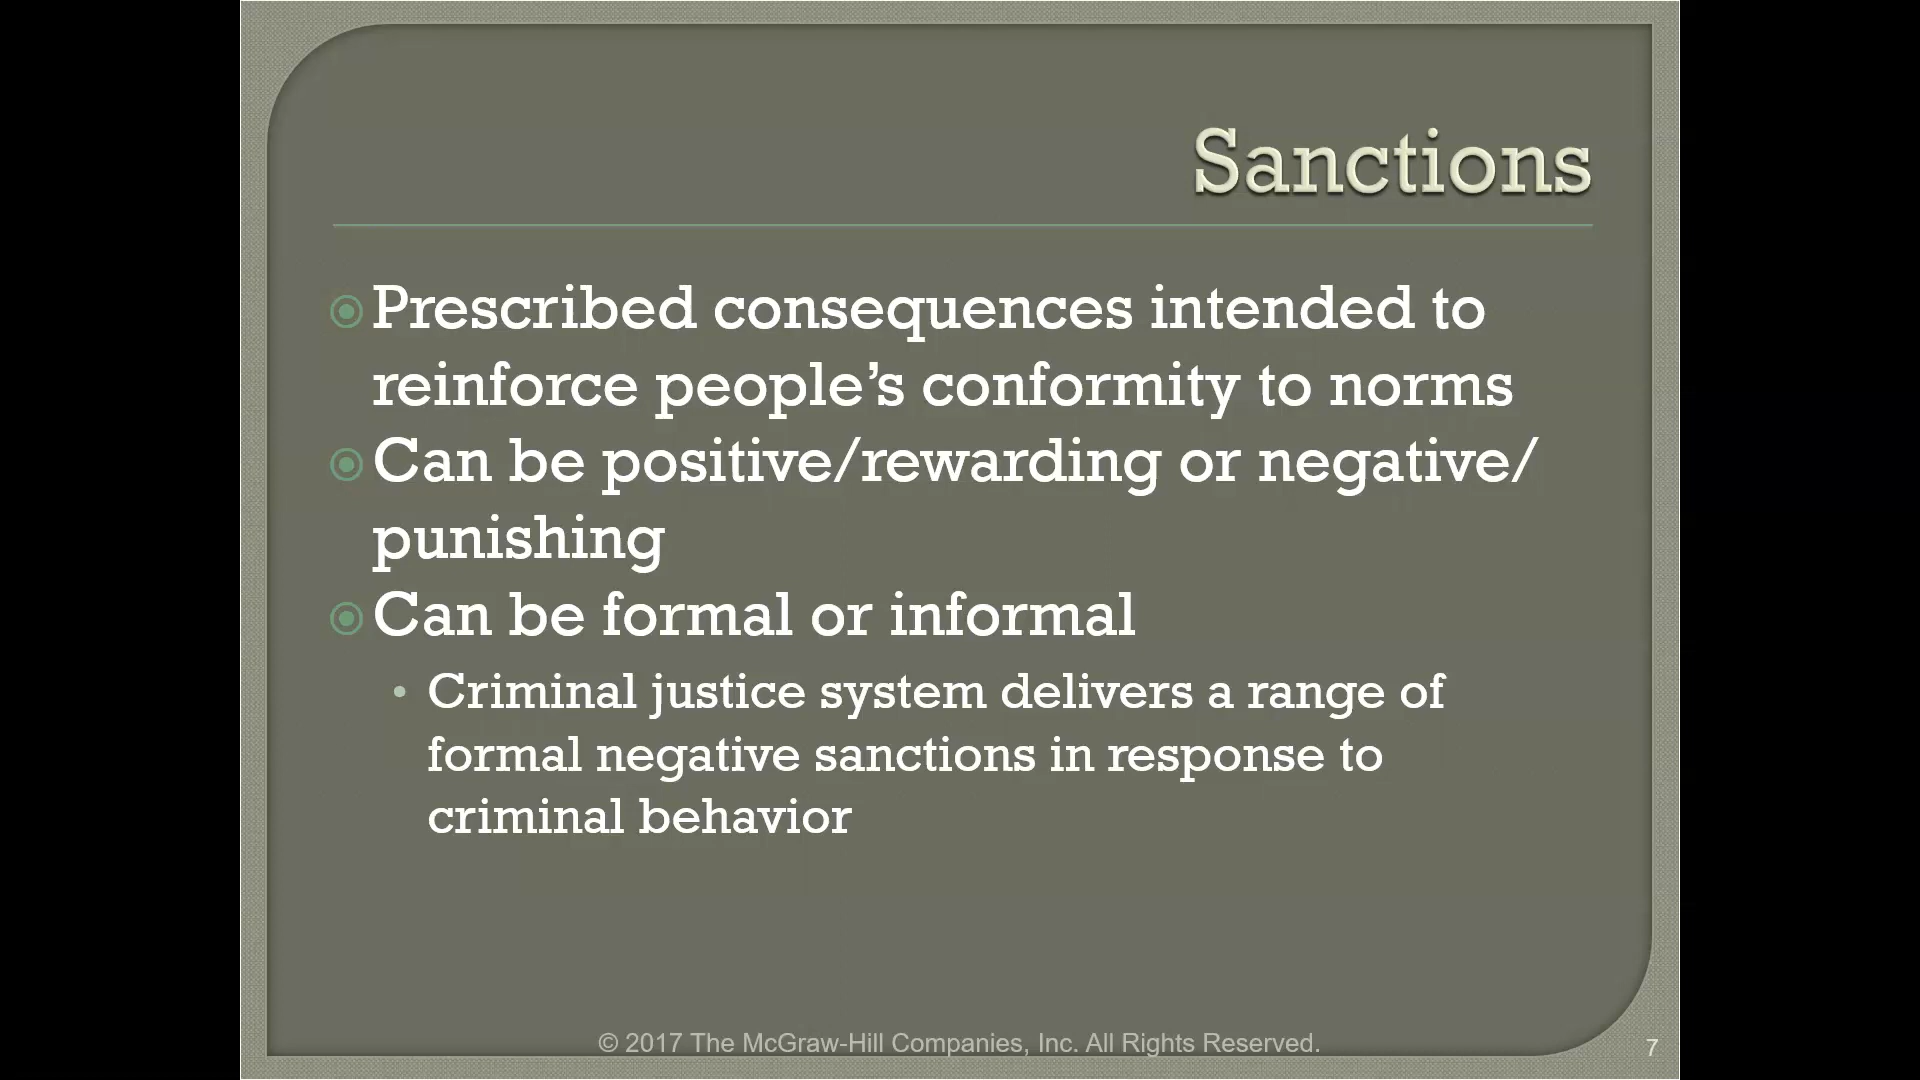 Sanctions
Prescribed consequences intended to
reinforce people’s conformity to norms
Can be positive/rewarding or negative/
punishing
Can be formal or informal
Criminal justice system delivers a range of
formal negative sanctions in response to
criminal behavior
© 2017 The McGraw-Hill Companies, Inc. All Rights Reserved.
7